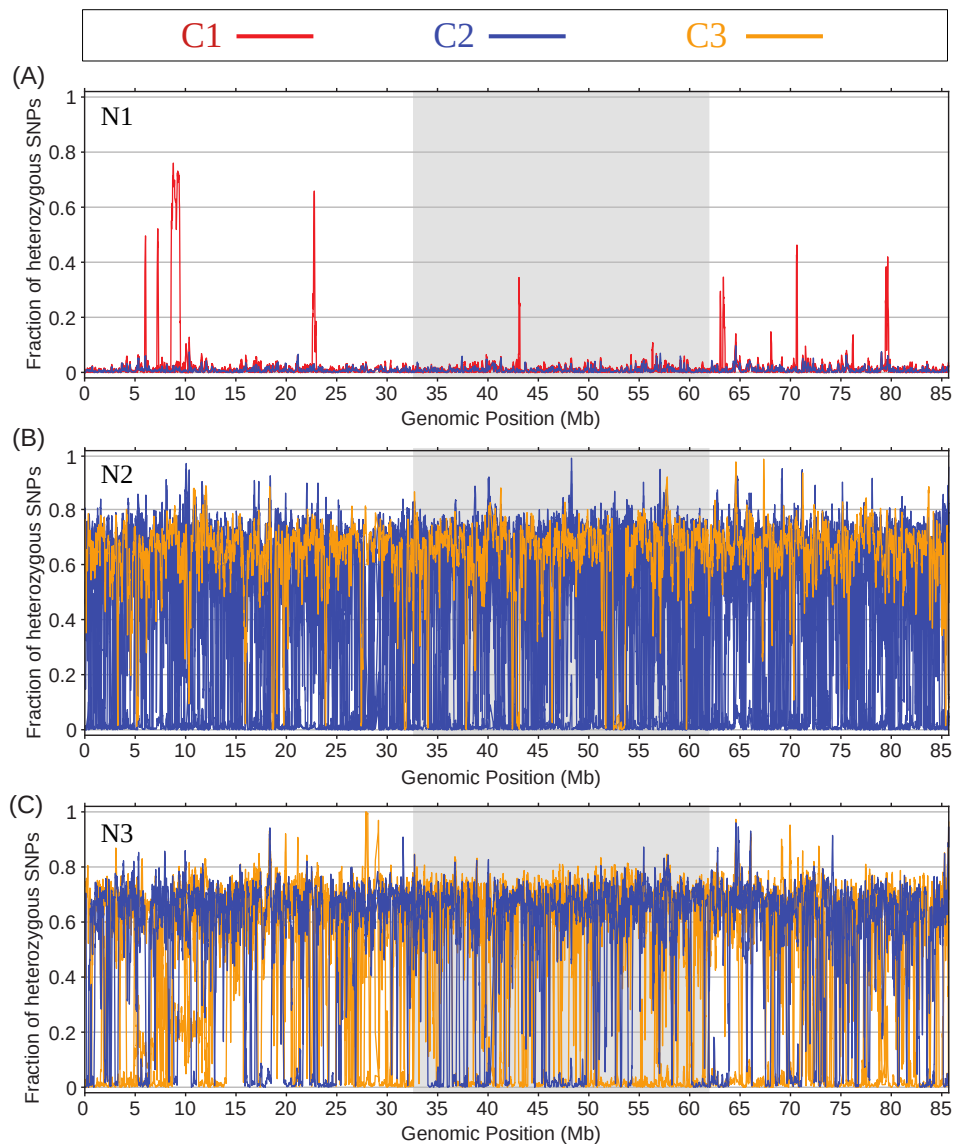 C1 C2 C3
(A)
N1
Fraction of heterozygous SNPs
1
0.8
0.6
0.4
0.2
0
0 5 10 15 20 25 30 35 40 45 50 55 60 65 70 75 80 85
Genomic Position (Mb)
(B)
N2
Fraction of heterozygous SNPs
1
0.8
0.6
0.4
0.2
0
0 5 10 15 20 25 30 35 40 45 50 55 60 65 70 75 80 85
Genomic Position (Mb)
(C)
N3
Fraction of heterozygous SNPs
1
0.8
0.6
0.4
0.2
0
0 5 10 15 20 25 30 35 40 45 50 55 60 65 70 75 80 85
Genomic Position (Mb)